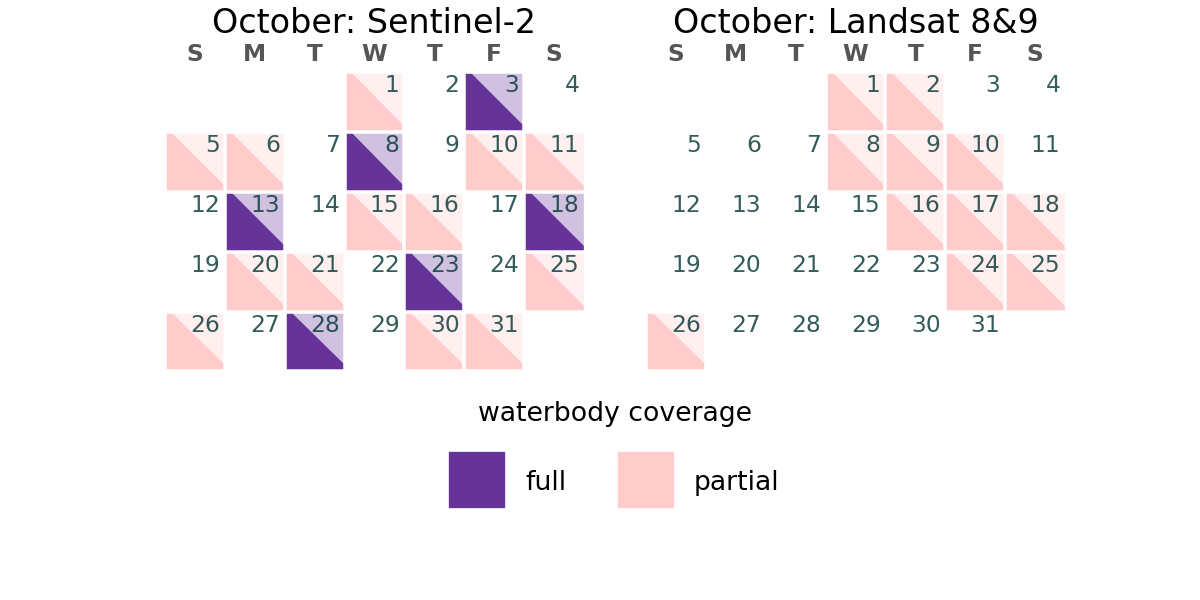 October: Sentinel-2
S M T W T F S
1 2 3 4
5 6 7 8 9 10 11
12 13 14 15 16 17 18
19 20 21 22 23 24 25
26 27 28 29 30 31
October: Landsat 8&9
S M T W T F S
1 2 3 4
5 6 7 8 9 10 11
12 13 14 15 16 17 18
19 20 21 22 23 24 25
26 27 28 29 30 31
waterbody coverage
full partial